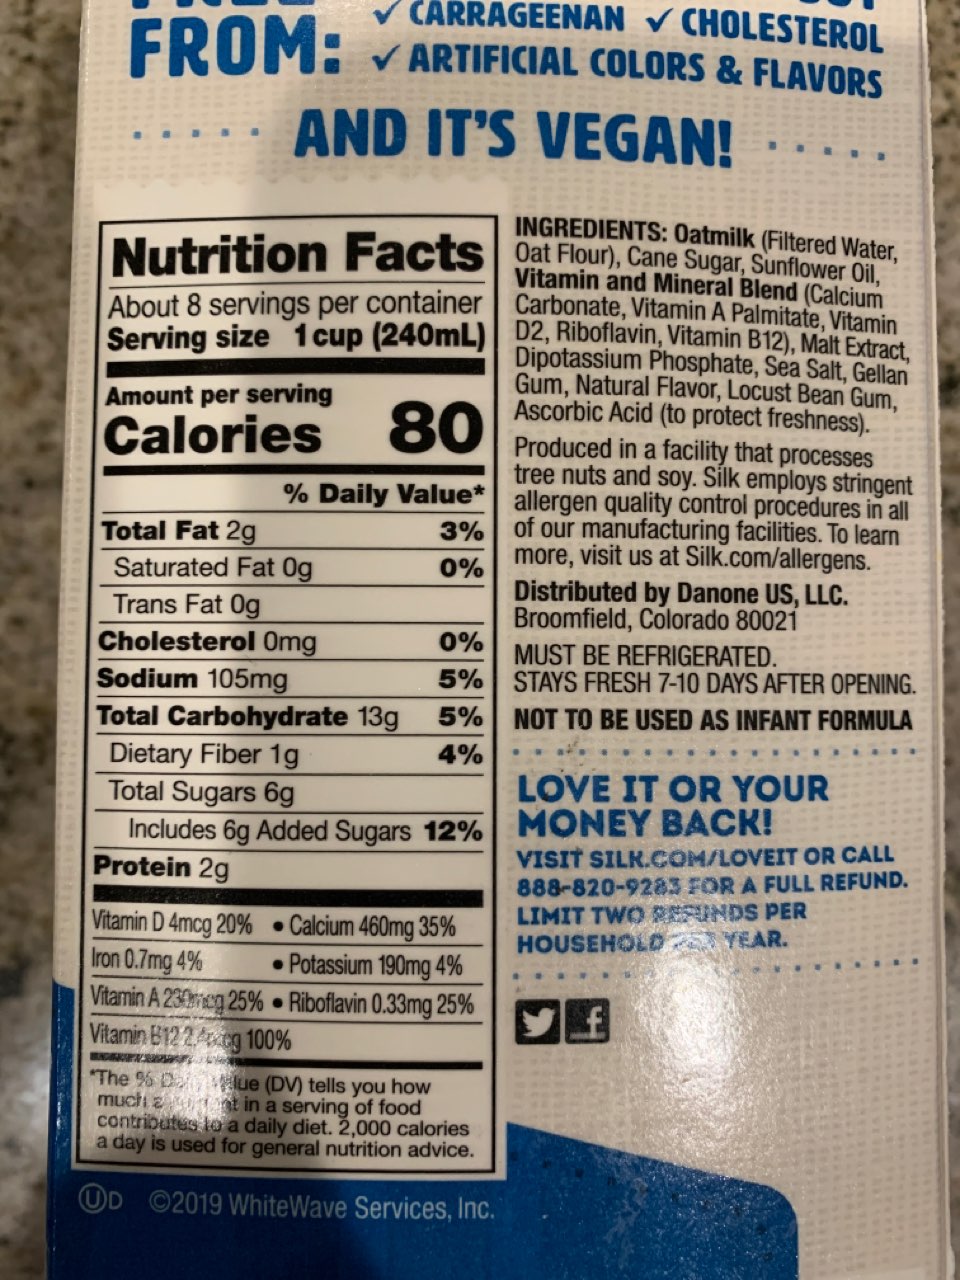 FROM:
✓ CARRAGEENAN ✓ CHOLESTEROL
✓ ARTIFICIAL COLORS & FLAVORS
AND IT'S VEGAN!
Nutrition Facts
About 8 servings per container
Serving size 1 cup (240mL)
Amount per serving
Calories 80
% Daily Value*
Total Fat 2g 3%
Saturated Fat 0g 0%
Trans Fat 0g
Cholesterol 0mg 0%
Sodium 105mg 5%
Total Carbohydrate 13g 5%
Dietary Fiber 1g 4%
Total Sugars 6g
Includes 6g Added Sugars 12%
Protein 2g
Vitamin D 4mcg 20% • Calcium 460mg 35%
Iron 0.7mg 4% • Potassium 190mg 4%
Vitamin A 230mcg 25% • Riboflavin 0.33mg 25%
Vitamin B12 100%
*The % (DV) tells you how
much in a serving of food
contributes to a daily diet. 2,000 calories
a day is used for general nutrition advice.
ⓊD ©2019 WhiteWave Services, Inc.
INGREDIENTS: Oatmilk (Filtered Water,
Oat Flour), Cane Sugar, Sunflower Oil,
Vitamin and Mineral Blend (Calcium
Carbonate, Vitamin A Palmitate, Vitamin
D2, Riboflavin, Vitamin B12), Malt Extract,
Dipotassium Phosphate, Sea Salt, Gellan
Gum, Natural Flavor, Locust Bean Gum,
Ascorbic Acid (to protect freshness).
Produced in a facility that processes
tree nuts and soy. Silk employs stringent
allergen quality control procedures in all
of our manufacturing facilities. To learn
more, visit us at Silk.com/allergens.
Distributed by Danone US, LLC.
Broomfield, Colorado 80021
MUST BE REFRIGERATED.
STAYS FRESH 7-10 DAYS AFTER OPENING.
NOT TO BE USED AS INFANT FORMULA
LOVE IT OR YOUR
MONEY BACK!
VISIT SILK.COM/LOVEIT OR CALL
888-820-9283 FOR A FULL REFUND.
LIMIT TWO REFUNDS PER
HOUSEHOLD PER YEAR.